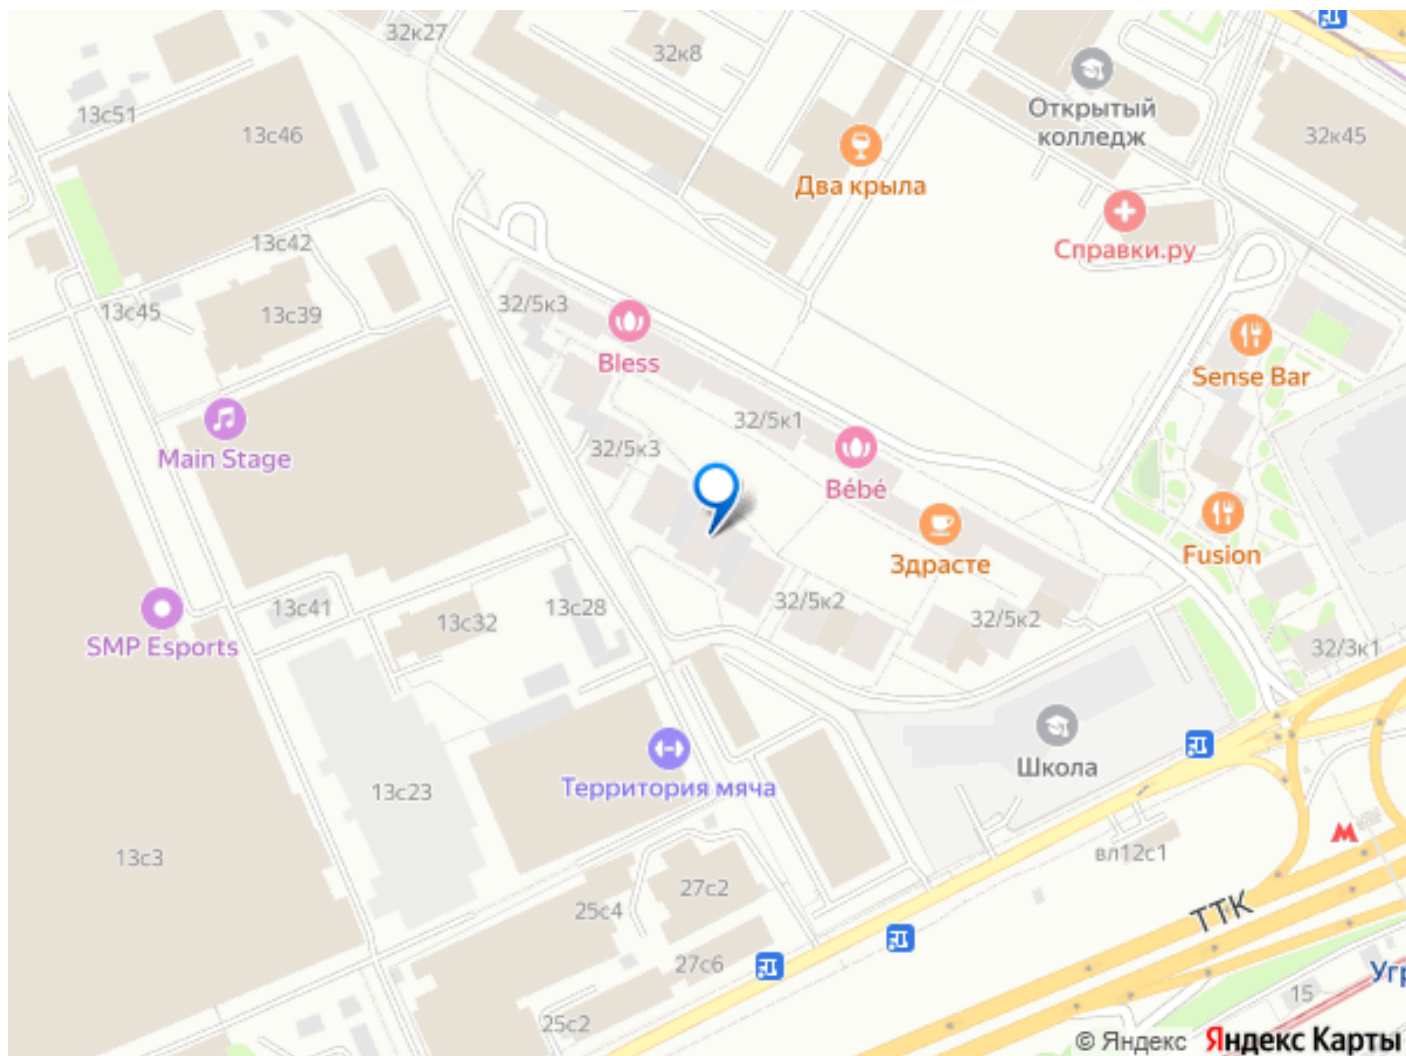 32к27
32к8
13с51
13с46
Открытый
колледж
32к45
Два крыла
Справки.ру
13с42
13с45
13с39
32/5к3
Bless
Sense Bar
32/5к1
32/5к3
Main Stage
Bébé
Fusion
Здрасте
13с41
13с28
13с32
32/5к2
32/5к2
SMP Esports
32/3к1
Школа
Территория мяча
13с23
13с3
вл12с1
27с2
25с4
ТТК
27с6
Угр
15
25с2
© Яндекс Яндекс Карты